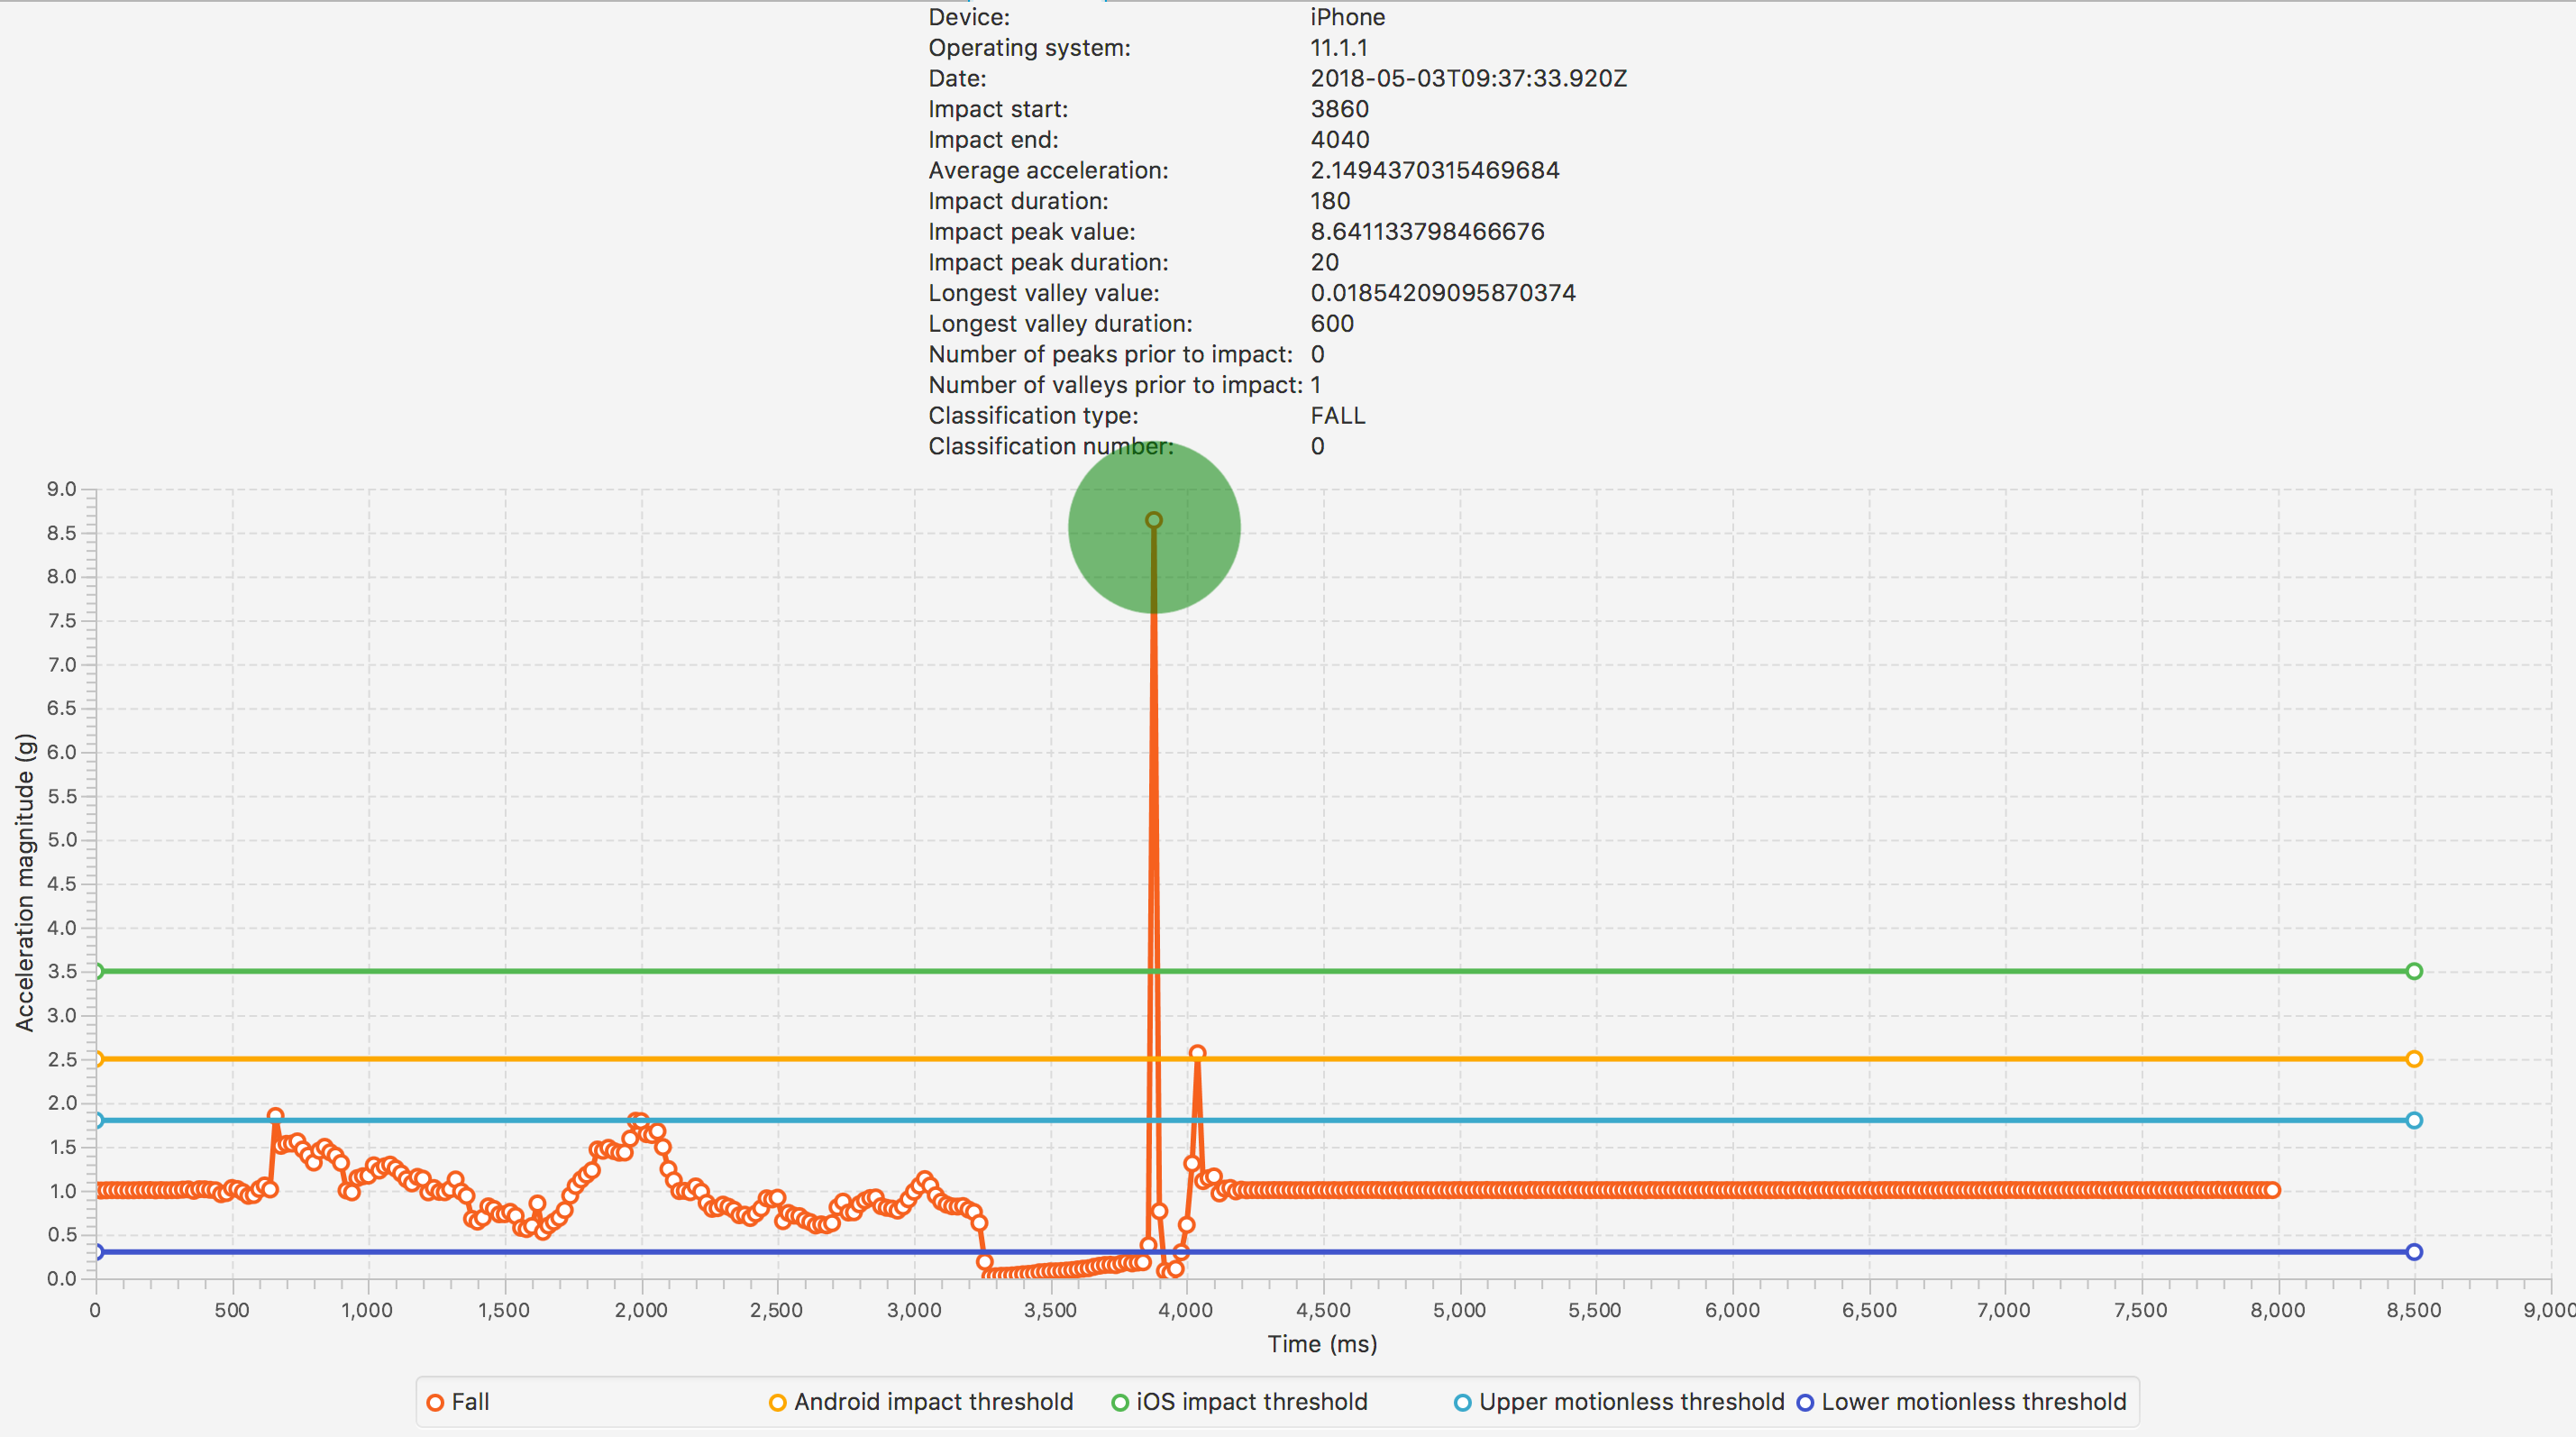 Device: iPhone
Operating system: 11.1.1
Date: 2018-05-03T09:37:33.920Z
Impact start: 3860
Impact end: 4040
Average acceleration: 2.1494370315469684
Impact duration: 180
Impact peak value: 8.641133798466676
Impact peak duration: 20
Longest valley value: 0.01854209095870374
Longest valley duration: 600
Number of peaks prior to impact: 0
Number of valleys prior to impact: 1
Classification type: FALL
Classification number: 0
Acceleration magnitude (g)
9.0
8.5
8.0
7.5
7.0
6.5
6.0
5.5
5.0
4.5
4.0
3.5
3.0
2.5
2.0
1.5
1.0
0.5
0.0
0 500 1,000 1,500 2,000 2,500 3,000 3,500 4,000 4,500 5,000 5,500 6,000 6,500 7,000 7,500 8,000 8,500 9,000
Time (ms)
Fall Android impact threshold iOS impact threshold Upper motionless threshold Lower motionless threshold